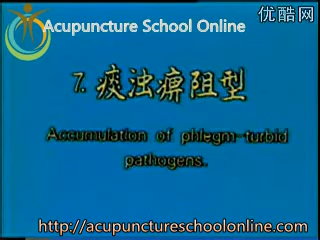 优酷网
Acupuncture School Online
7. 痰浊痹阻型
Accumulation of phlegm-turbid
pathogens.
http://acupunctureschoolonline.com